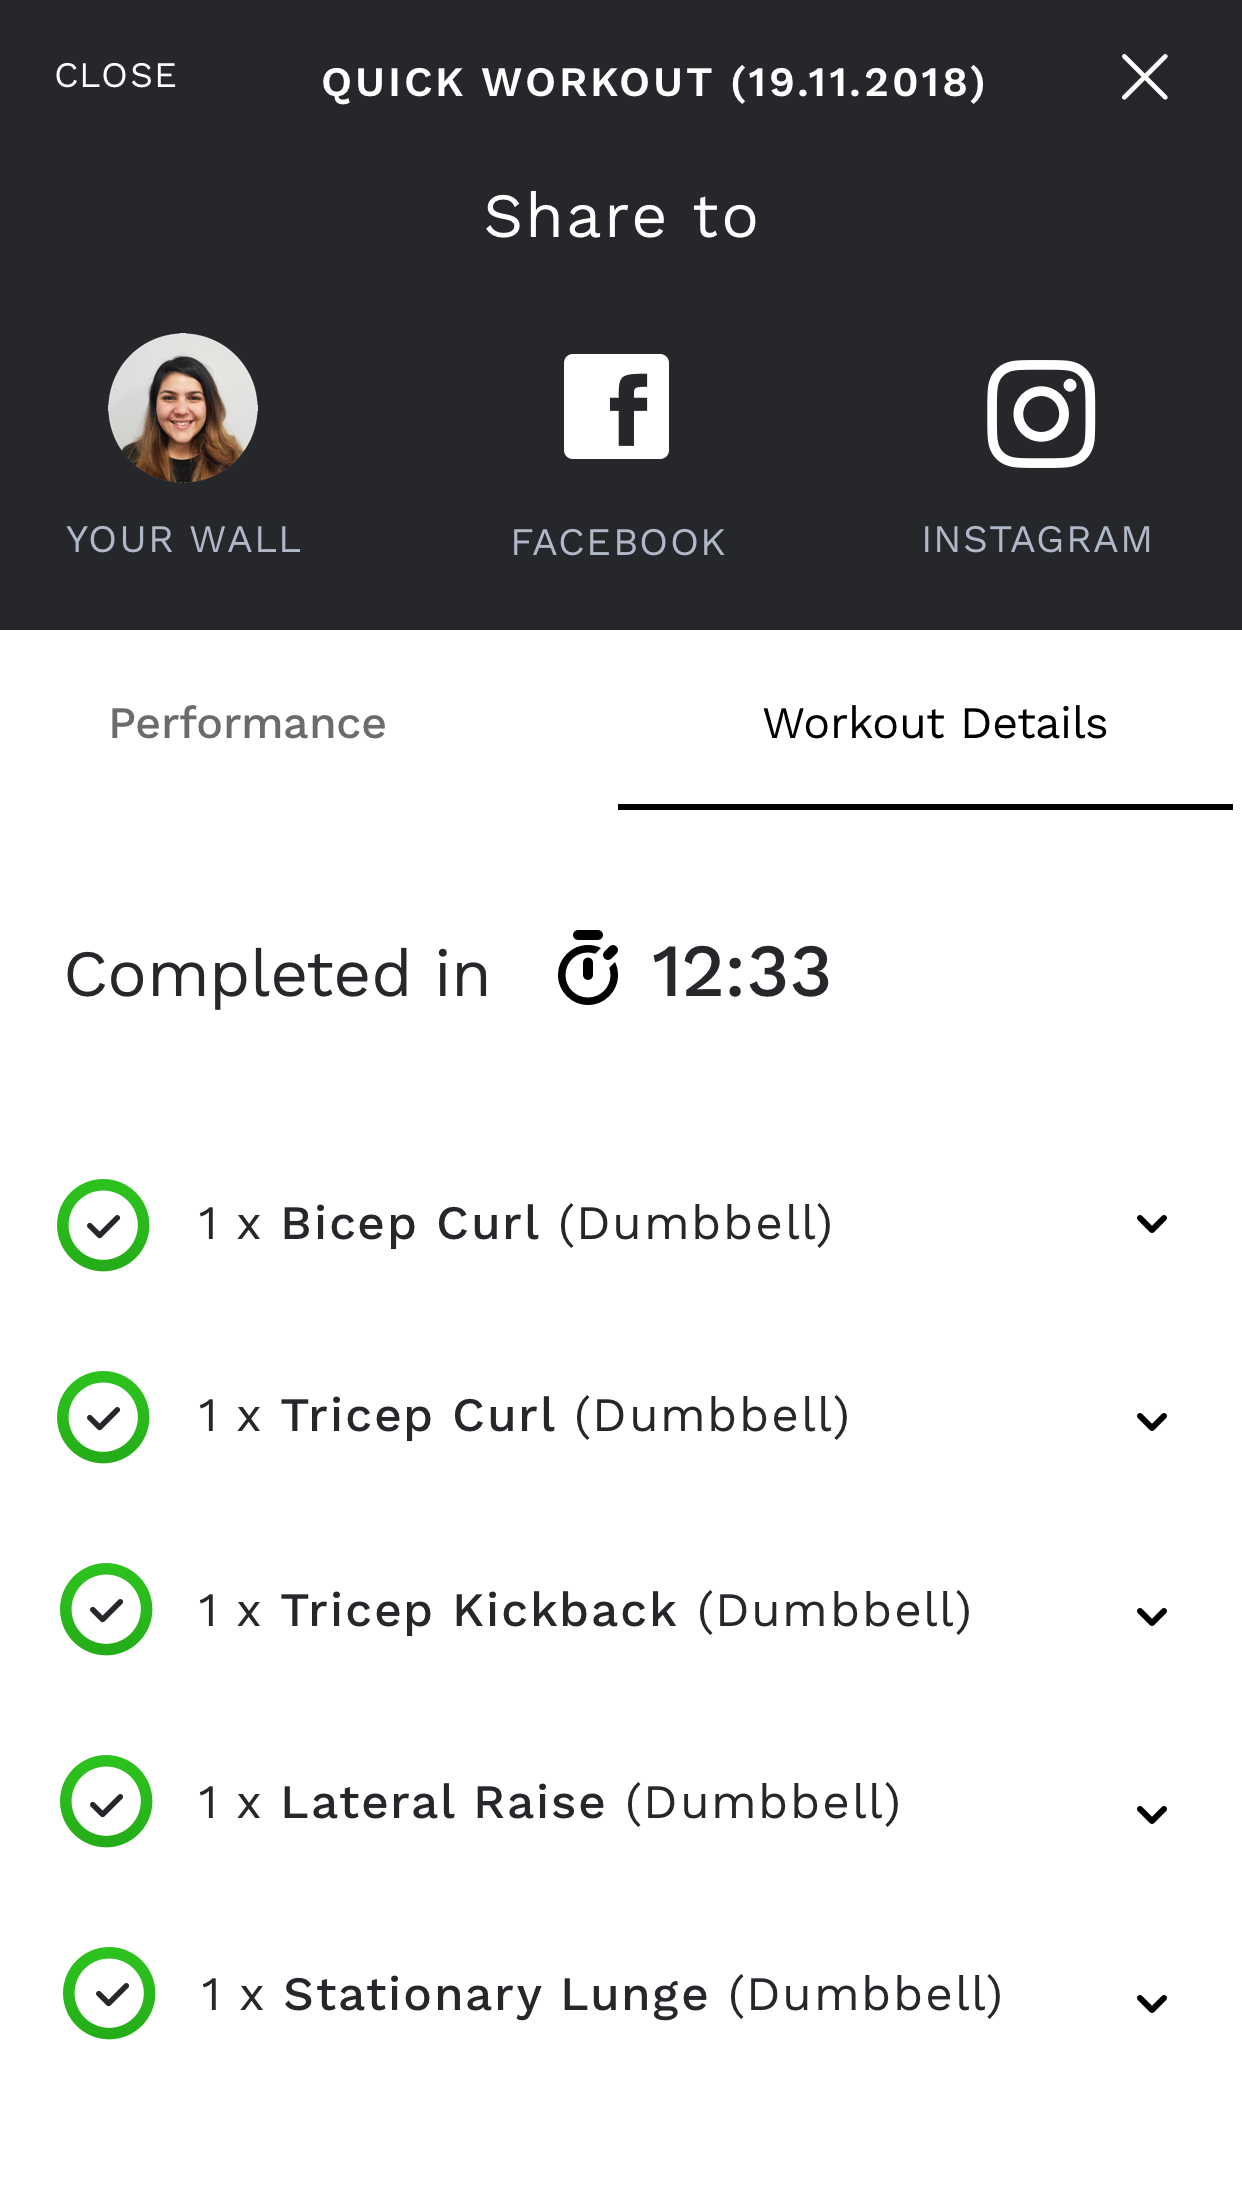 CLOSE
QUICK WORKOUT (19.11.2018)
Share to
YOUR WALL
FACEBOOK
INSTAGRAM
Performance
Workout Details
Completed in 12:33
1 x Bicep Curl (Dumbbell)
1 x Tricep Curl (Dumbbell)
1 x Tricep Kickback (Dumbbell)
1 x Lateral Raise (Dumbbell)
1 x Stationary Lunge (Dumbbell)